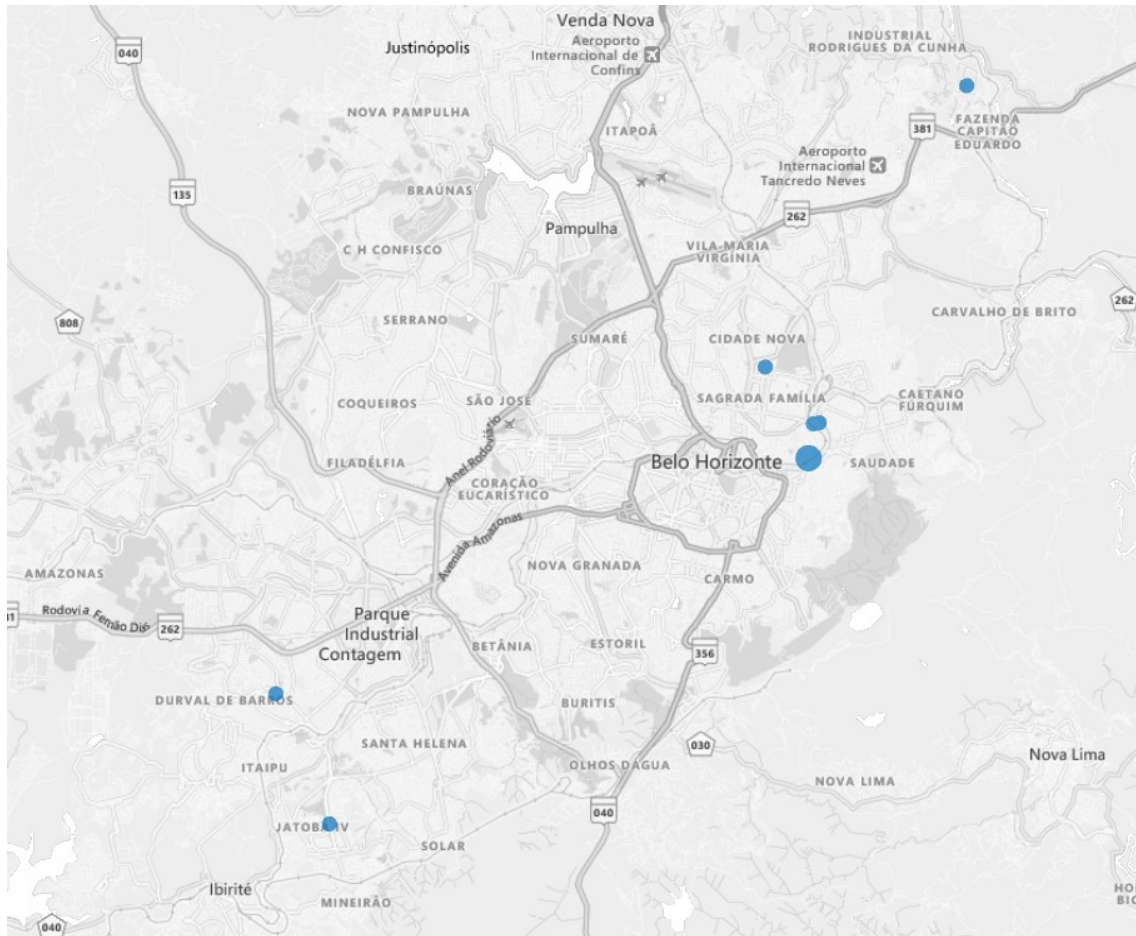 Venda Nova
040
Justinópolis
Aeroporto
Internacional de
Confins
INDUSTRIAL
RODRIGUES DA CUNHA
NOVA PAMPULHA
ITAPOÃ
381
FAZENDA
CAPITÃO
EDUARDO
Aeroporto
Internacional
Tancredo Neves
135
BRAÚNAS
262
Pampulha
C H CONFISCO
VILA MARIA
VIRGÍNIA
262
808
SERRANO
SUMARÉ
CIDADE NOVA
CARVALHO DE BRITO
COQUEIROS
SÃO JOSÉ
SAGRADA FAMÍLIA
CAETANO
FURQUIM
Anel Rodoviário
FILADÉLFIA
Belo Horizonte
SAUDADE
CORAÇÃO
EUCARÍSTICO
Avenida Amazonas
AMAZONAS
NOVA GRANADA
CARMO
Rodovia Fernão Dias
262
Parque
Industrial
Contagem
BETÂNIA
ESTORIL
356
DURVAL DE BARROS
BURITIS
SANTA HELENA
030
ITAIPU
OLHOS DAGUA
NOVA LIMA
Nova Lima
040
JATOBA IV
SOLAR
Ibirité
MINEIRÃO
040